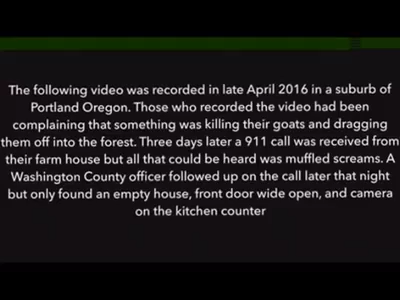 The following video was recorded in late April 2016 in a suburb of
Portland Oregon. Those who recorded the video had been
complaining that something was killing their goats and dragging
them off into the forest. Three days later a 911 call was received from
their farm house but all that could be heard was muffled screams. A
Washington County officer followed up on the call later that night
but only found an empty house, front door wide open, and camera
on the kitchen counter